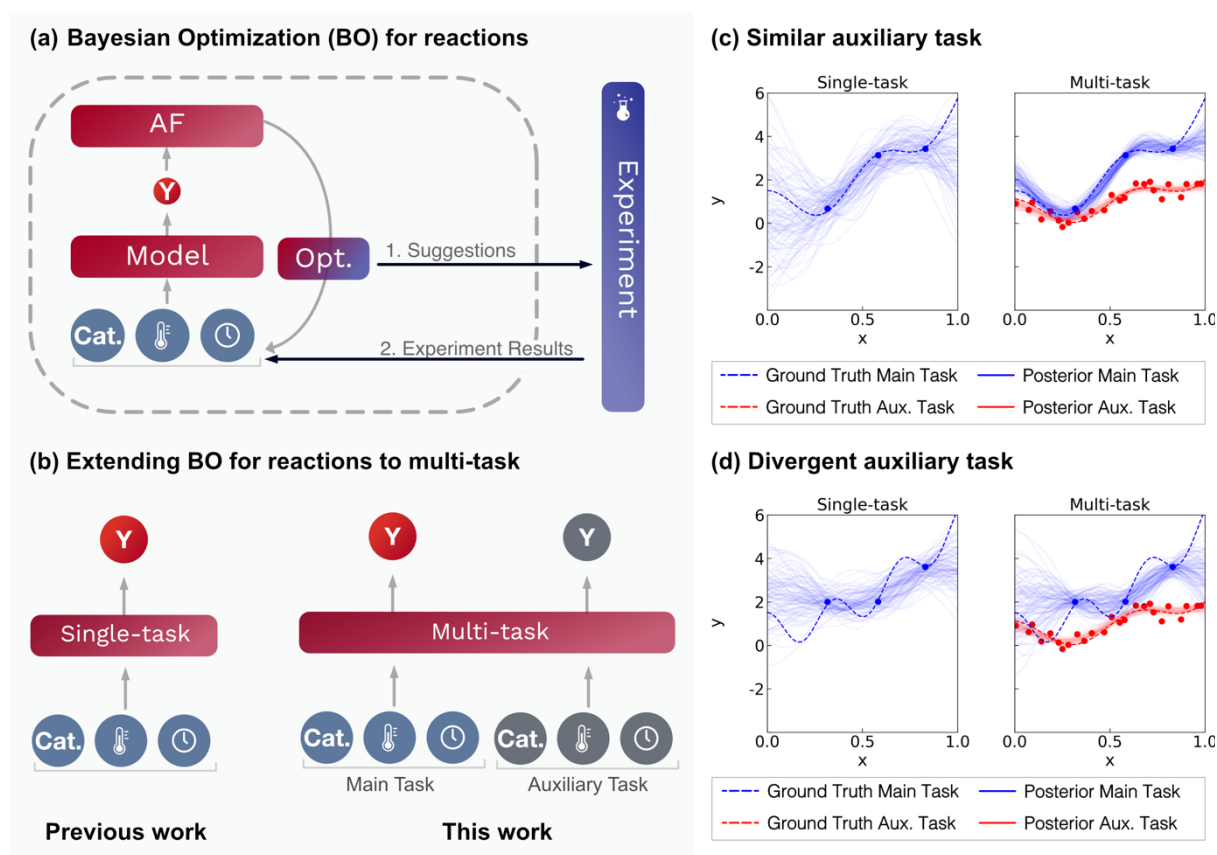 (a) Bayesian Optimization (BO) for reactions
AF
Y
Model
Opt.
Cat.
1. Suggestions
2. Experiment Results
Experiment
(b) Extending BO for reactions to multi-task
Y
Y
Y
Single-task
Multi-task
Cat.
Cat.
Cat.
Main Task
Auxiliary Task
Previous work
This work
(c) Similar auxiliary task
Single-task
Multi-task
6
4
2
0
-2
y
0.0
0.5
1.0
0.0
0.5
1.0
x
x
Ground Truth Main Task
Posterior Main Task
Ground Truth Aux. Task
Posterior Aux. Task
(d) Divergent auxiliary task
Single-task
Multi-task
6
4
2
0
-2
y
0.0
0.5
1.0
0.0
0.5
1.0
x
x
Ground Truth Main Task
Posterior Main Task
Ground Truth Aux. Task
Posterior Aux. Task